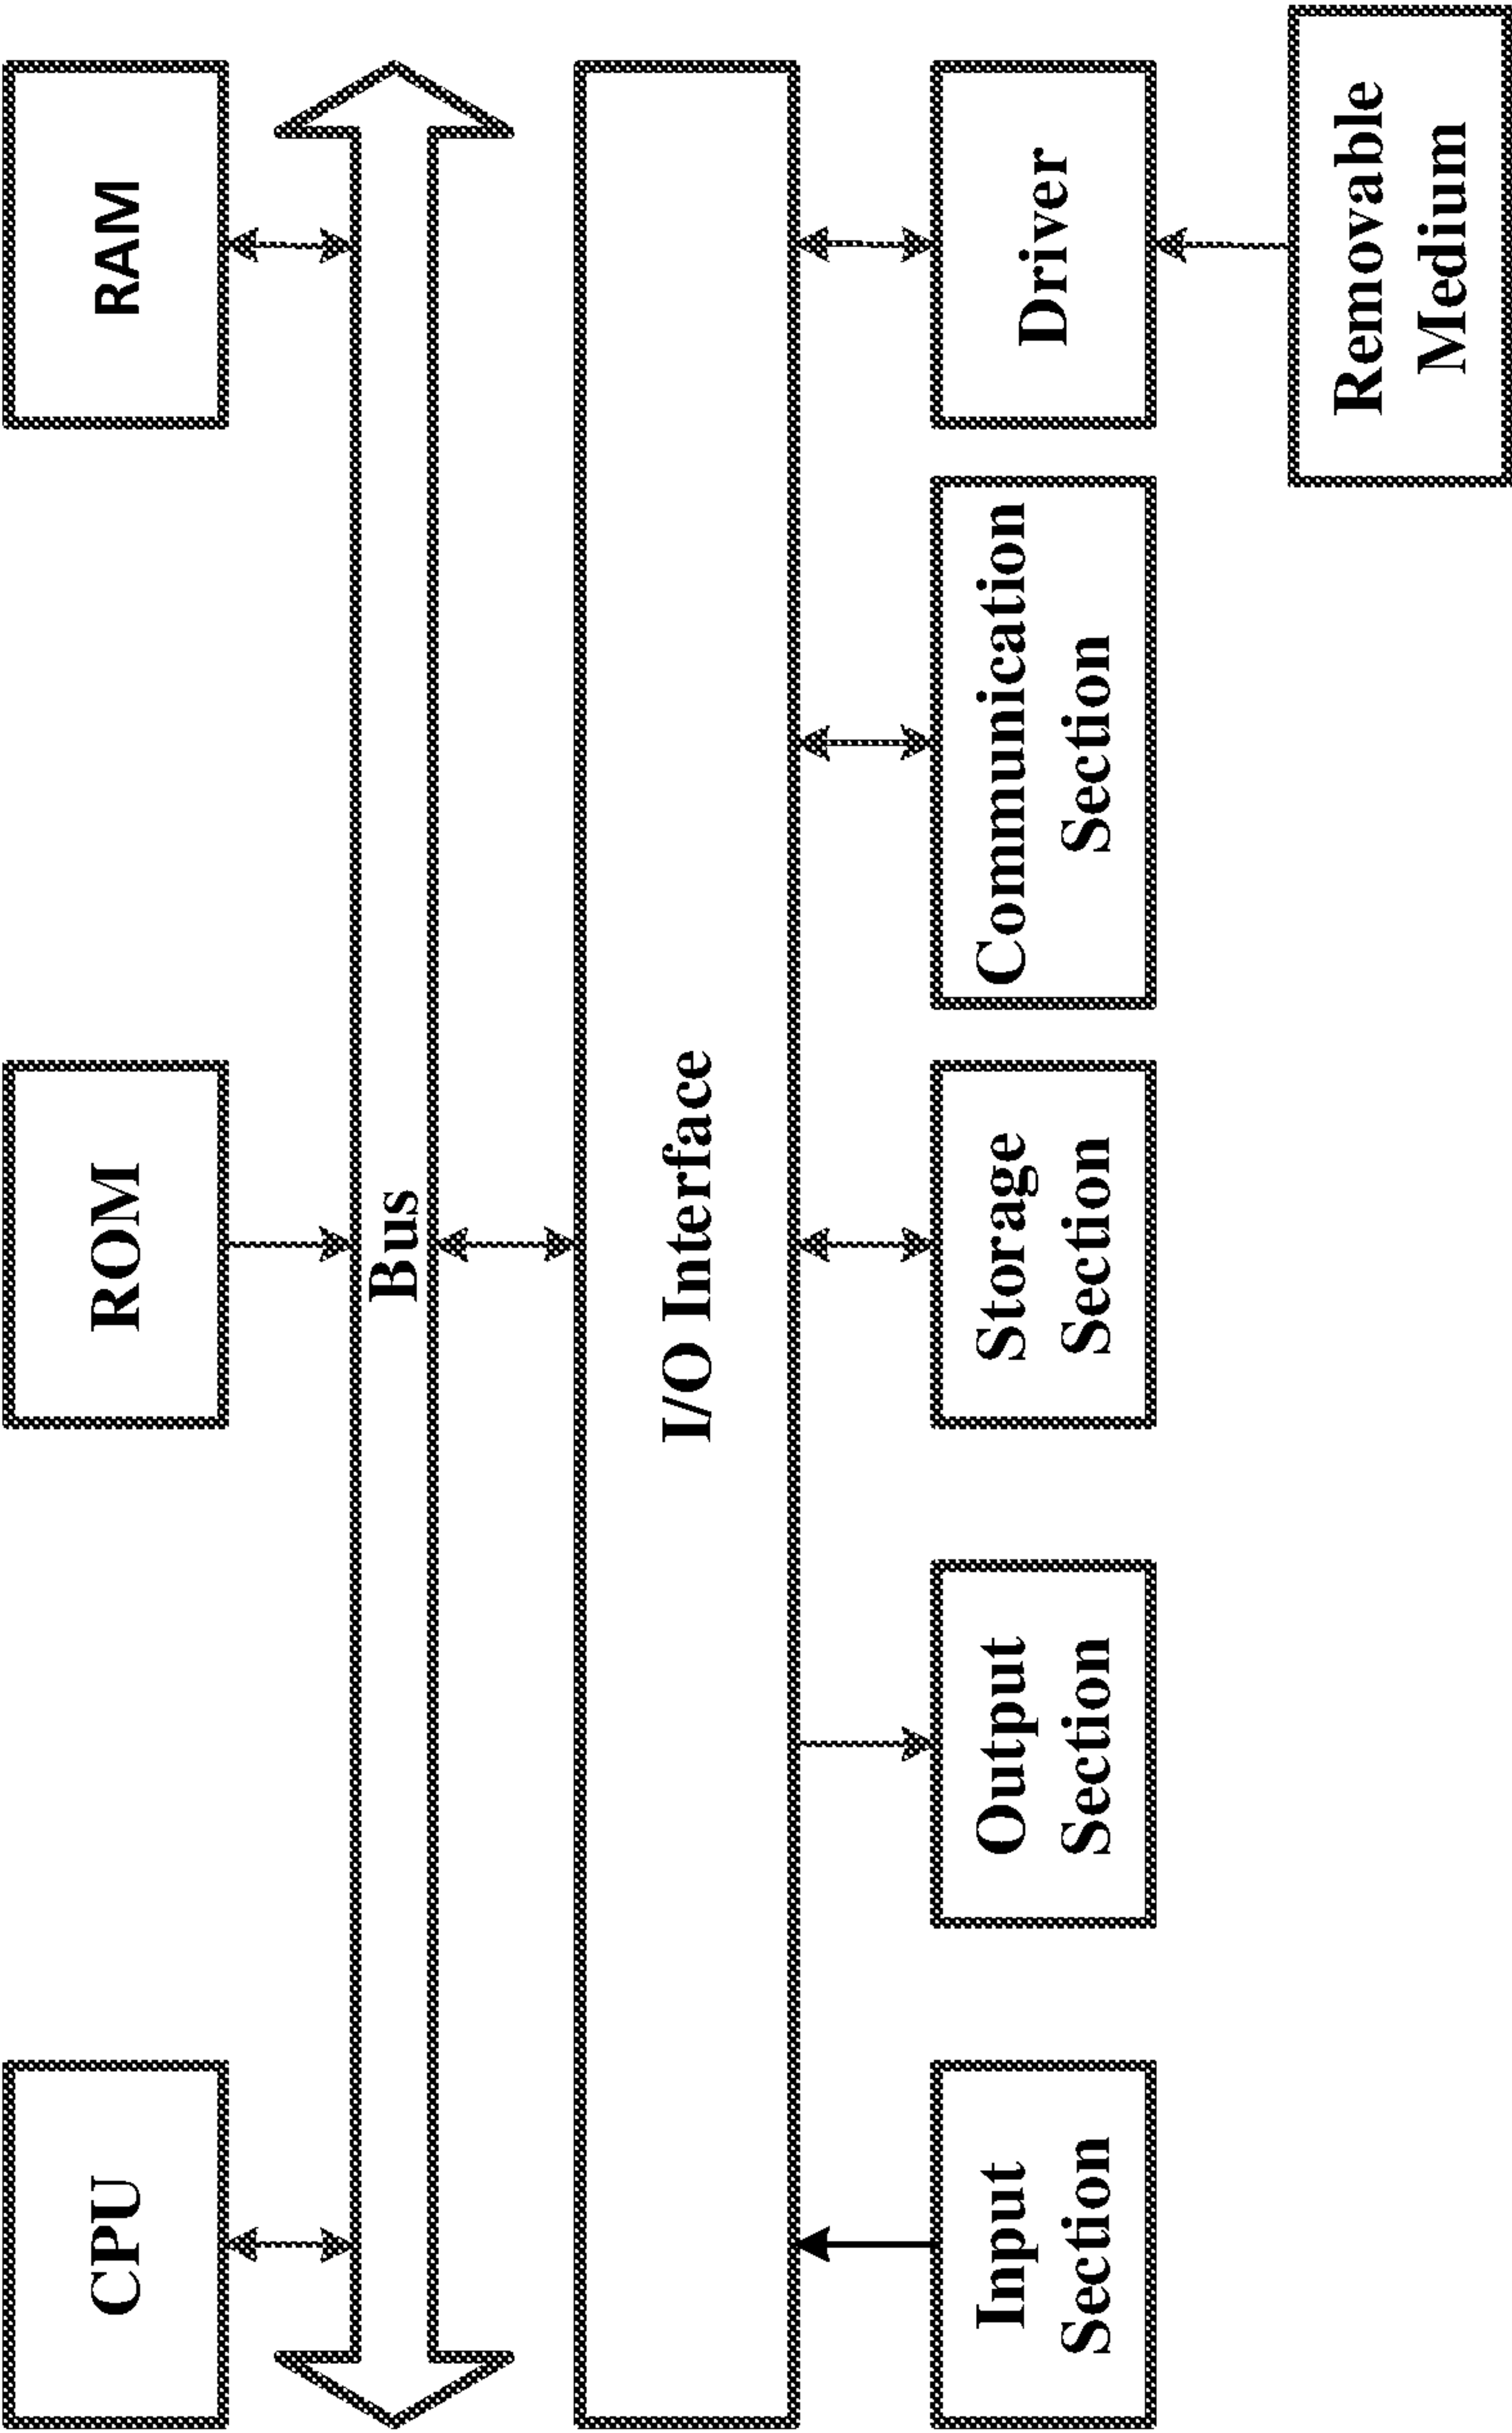 CPU
ROM
RAM
Bus
I/O Interface
Input
Section
Output
Section
Storage
Section
Communication
Section
Driver
Removable
Medium